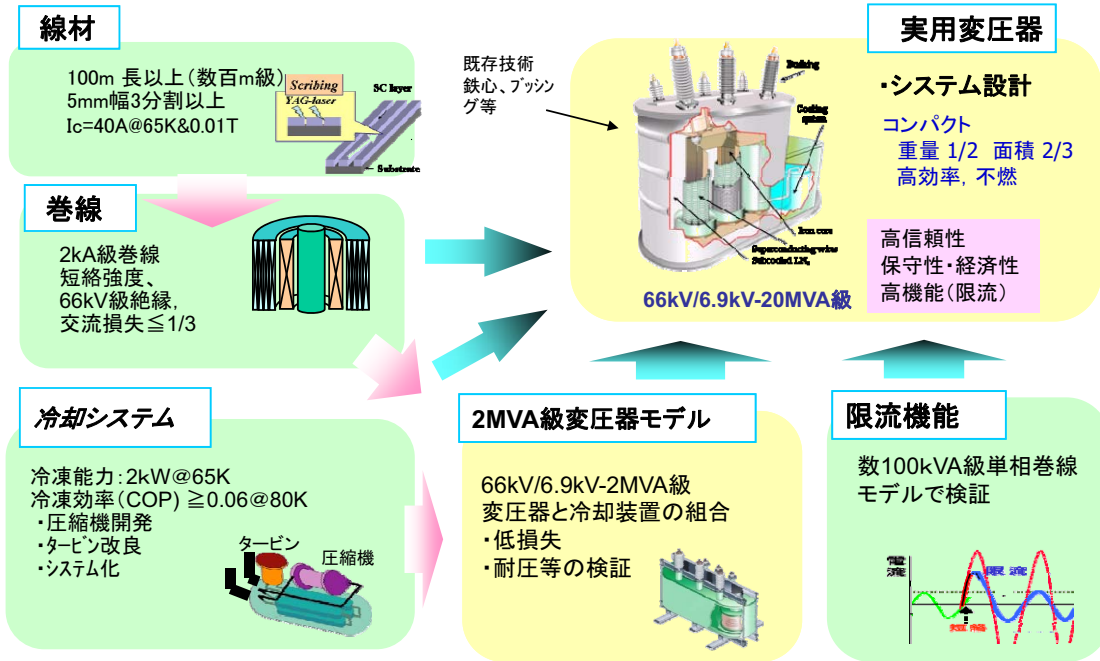 線材
100m 長以上（数百m級）
5mm幅3分割以上
Ic=40A@65K&0.01T
Scribing
YAG-laser
SC layer
Substrate
巻線
2kA級巻線
短絡強度、
66kV級絶縁,
交流損失≦1/3
冷却システム
冷凍能力:2kW@65K
冷凍効率(COP) ≧0.06@80K
・圧縮機開発
・タービン改良
・システム化
タービン
圧縮機
既存技術
鉄心、ブッシン
グ等
実用変圧器
Bushing
Cooling
system
Iron core
Superconducting wires
Subcooled LN2
66kV/6.9kV-20MVA級
・システム設計
コンパクト
重量 1/2 面積 2/3
高効率, 不燃
高信頼性
保守性・経済性
高機能（限流）
2MVA級変圧器モデル
66kV/6.9kV-2MVA級
変圧器と冷却装置の組合
・低損失
・耐圧等の検証
限流機能
数100kVA級単相巻線
モデルで検証
電流
限流
短絡